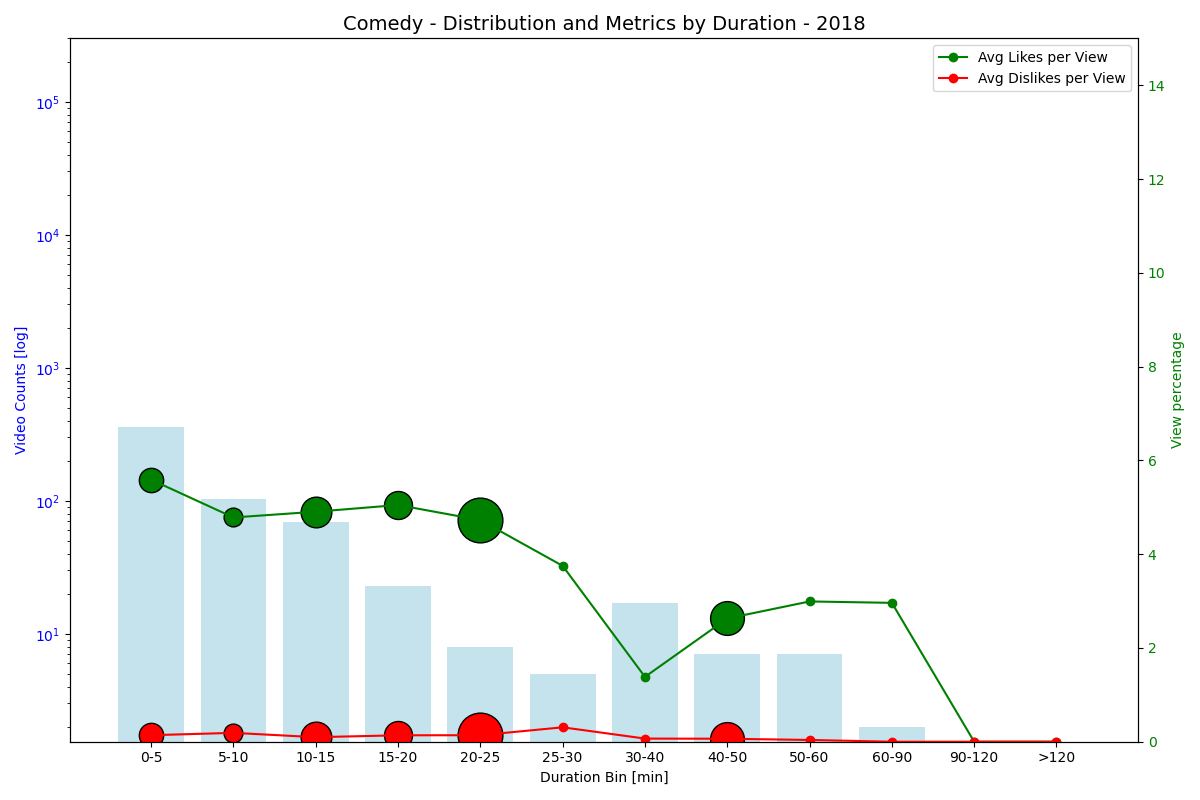 Comedy - Distribution and Metrics by Duration - 2018
Avg Likes per View
Avg Dislikes per View
Video Counts [log]
10^5
10^4
10^3
10^2
10^1
14
12
10
8
6
4
2
0
View percentage
0-5 5-10 10-15 15-20 20-25 25-30 30-40 40-50 50-60 60-90 90-120 >120
Duration Bin [min]